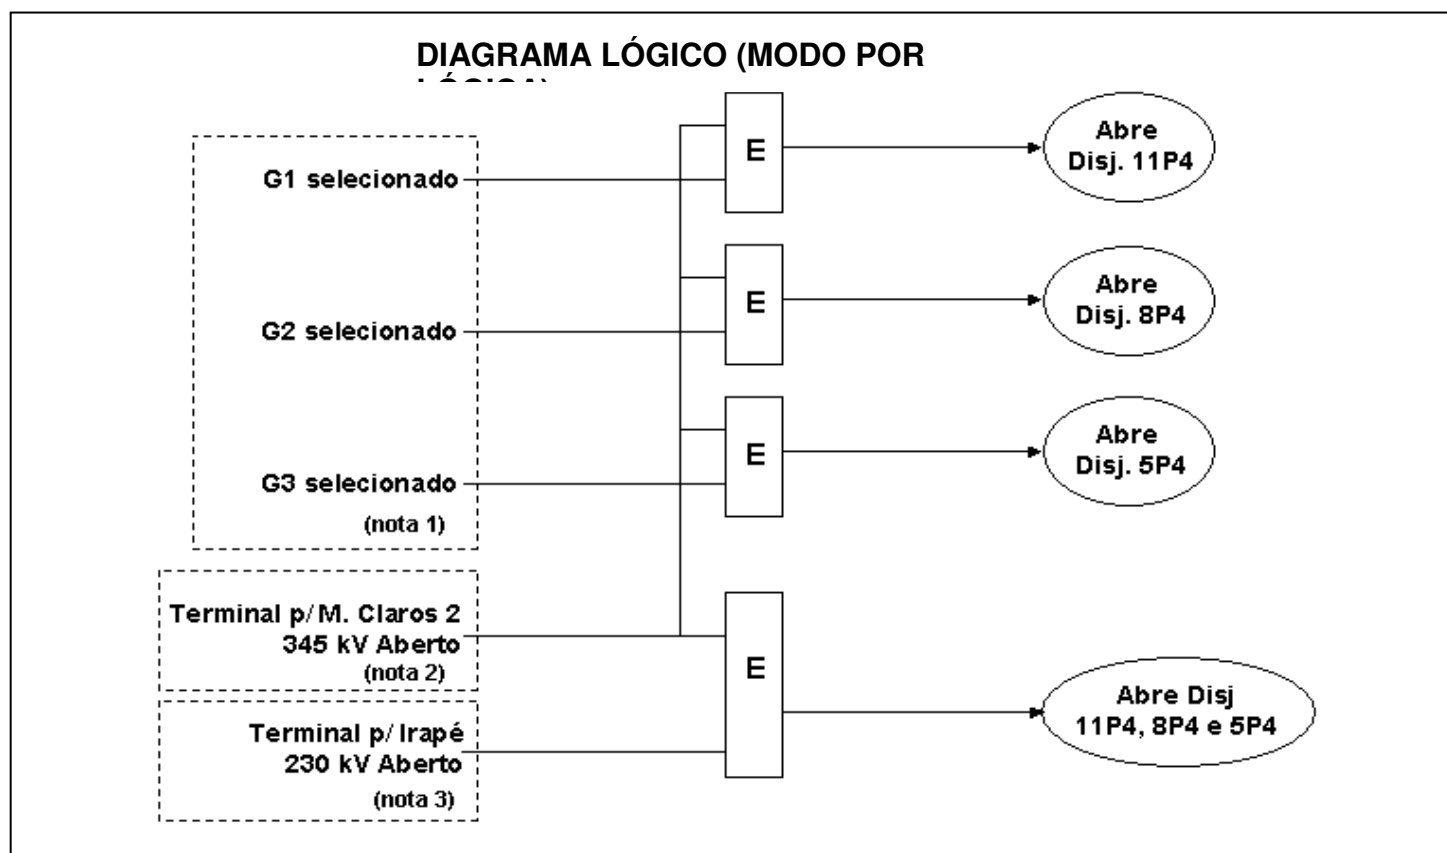 DIAGRAMA LÓGICO (MODO POR
LÓGICA)
E
Abre
Disj. 11P4
G1 selecionado
E
Abre
Disj. 8P4
G2 selecionado
E
Abre
Disj. 5P4
G3 selecionado
(nota 1)
Terminal p/ M. Claros 2
345 kV Aberto
(nota 2)
E
Abre Disj
11P4, 8P4 e 5P4
Terminal p/ Irapé
230 kV Aberto
(nota 3)